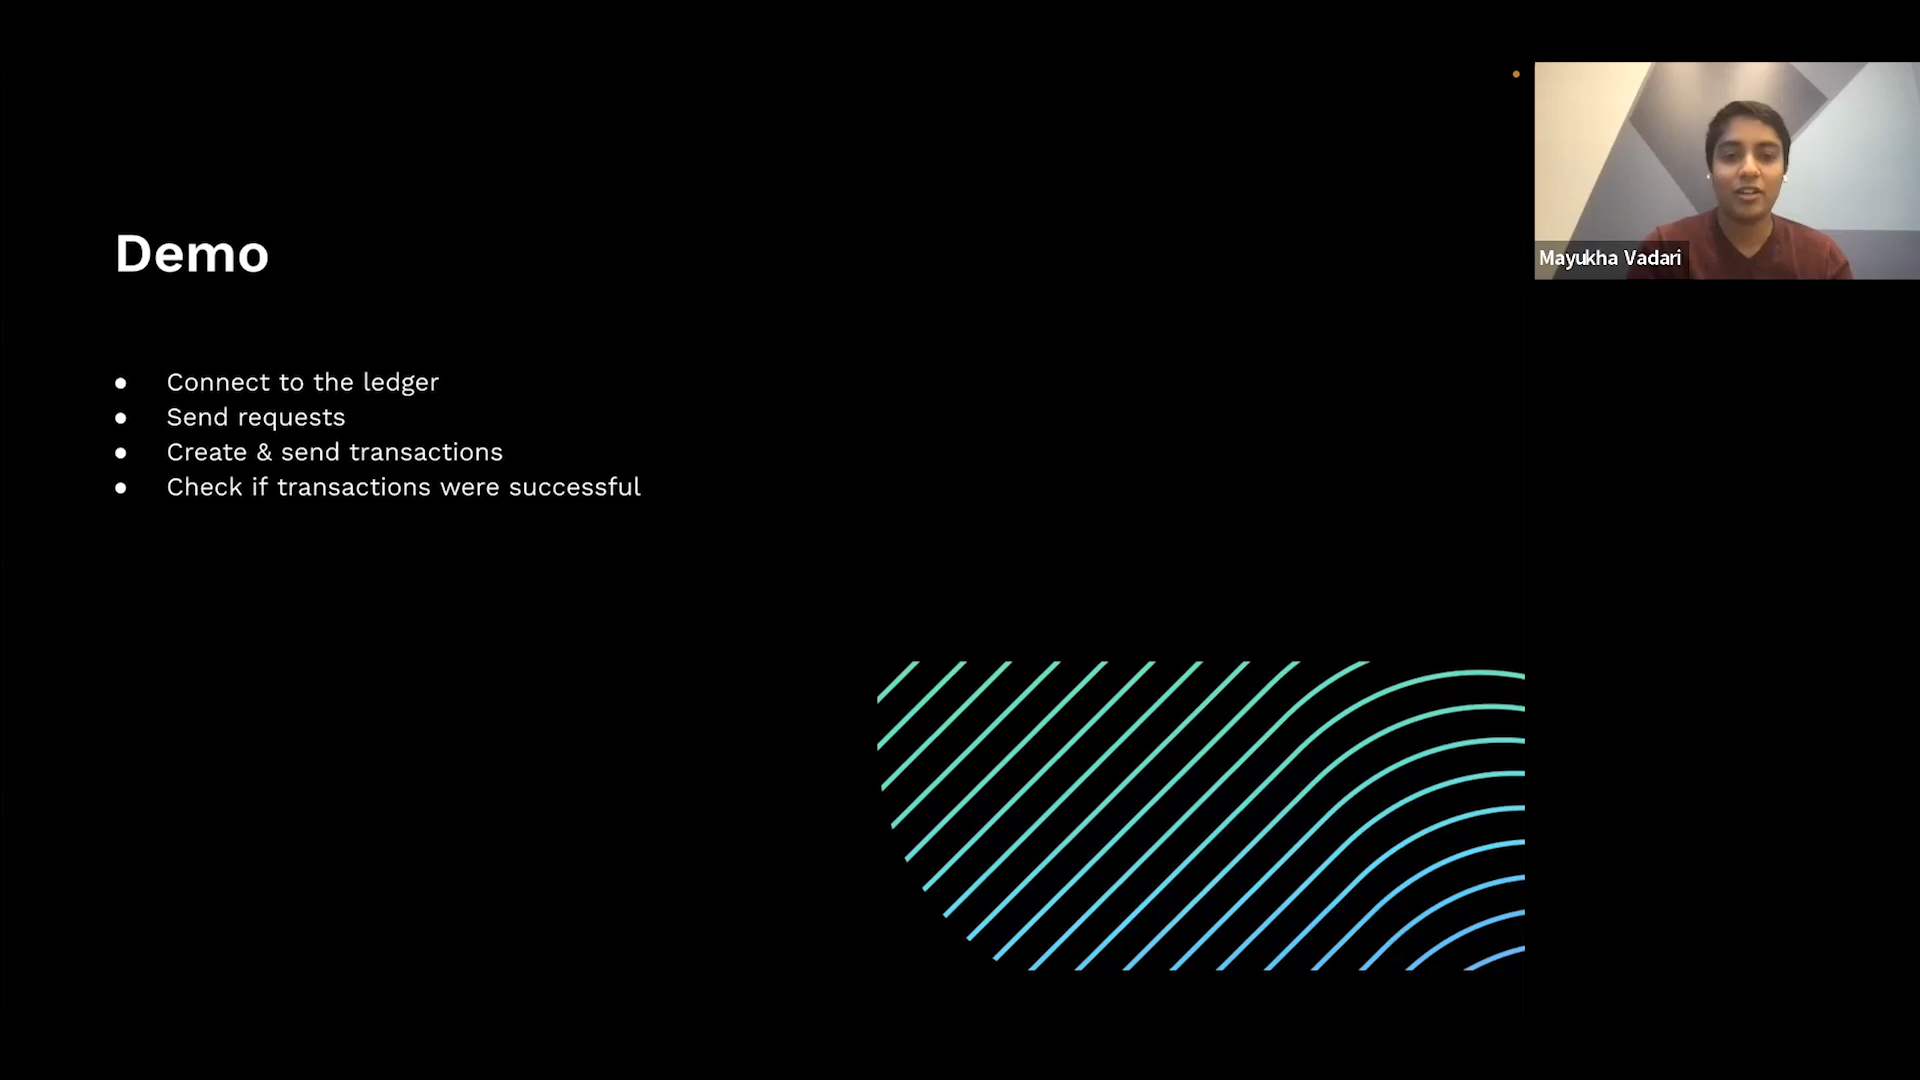 Demo
Connect to the ledger
Send requests
Create & send transactions
Check if transactions were successful
Mayukha Vadari